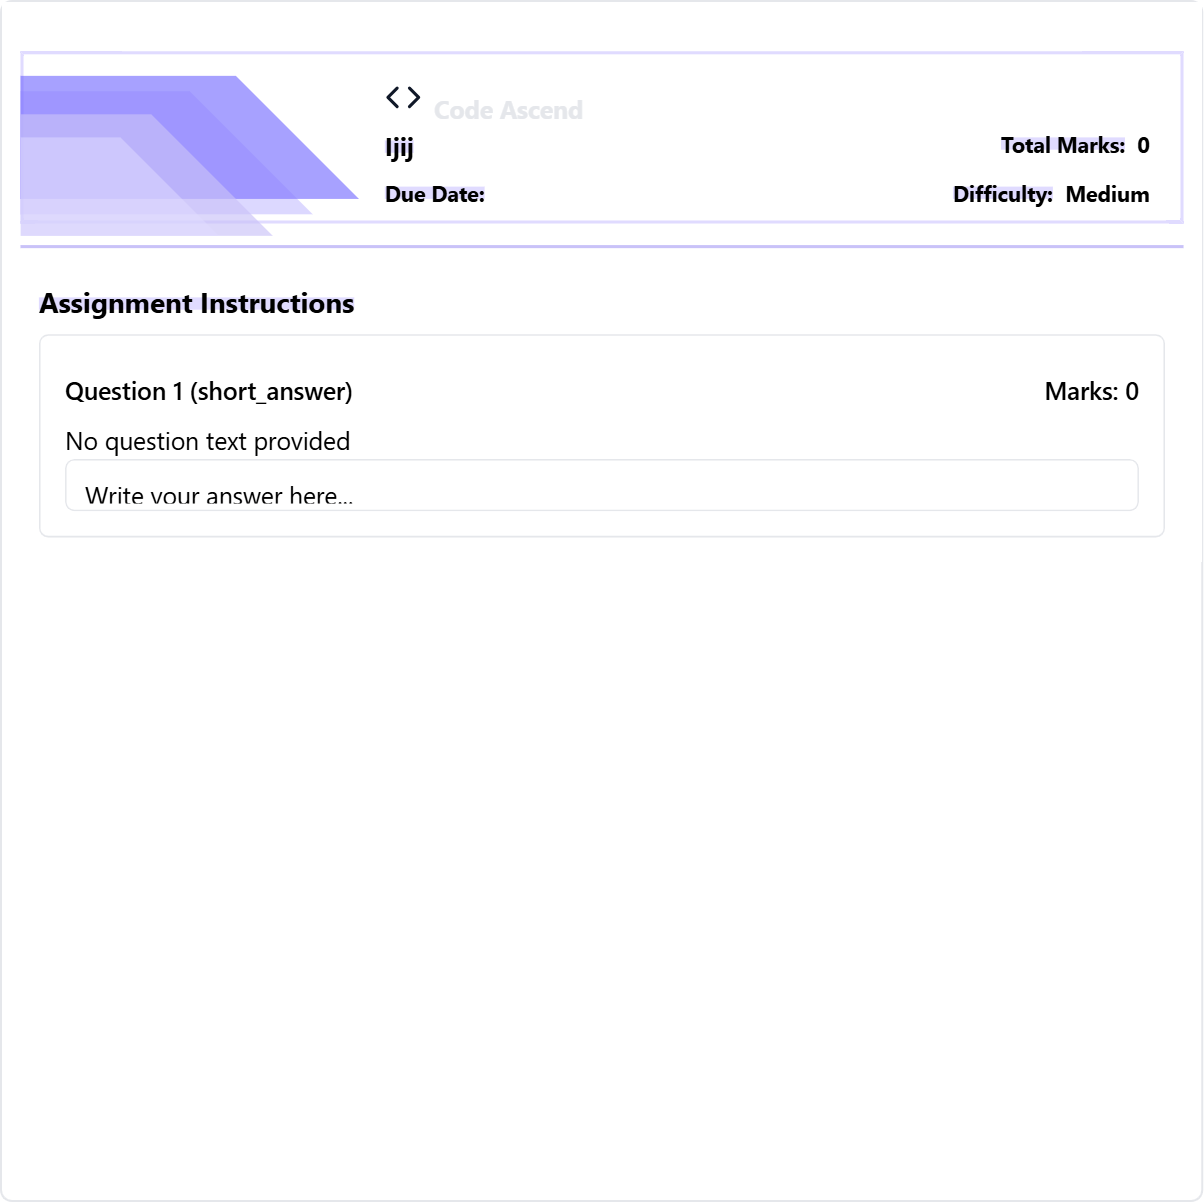 <> Code Ascend
Ijij
Total Marks: 0
Due Date:
Difficulty: Medium
Assignment Instructions
Question 1 (short_answer)
Marks: 0
No question text provided
Write your answer here...